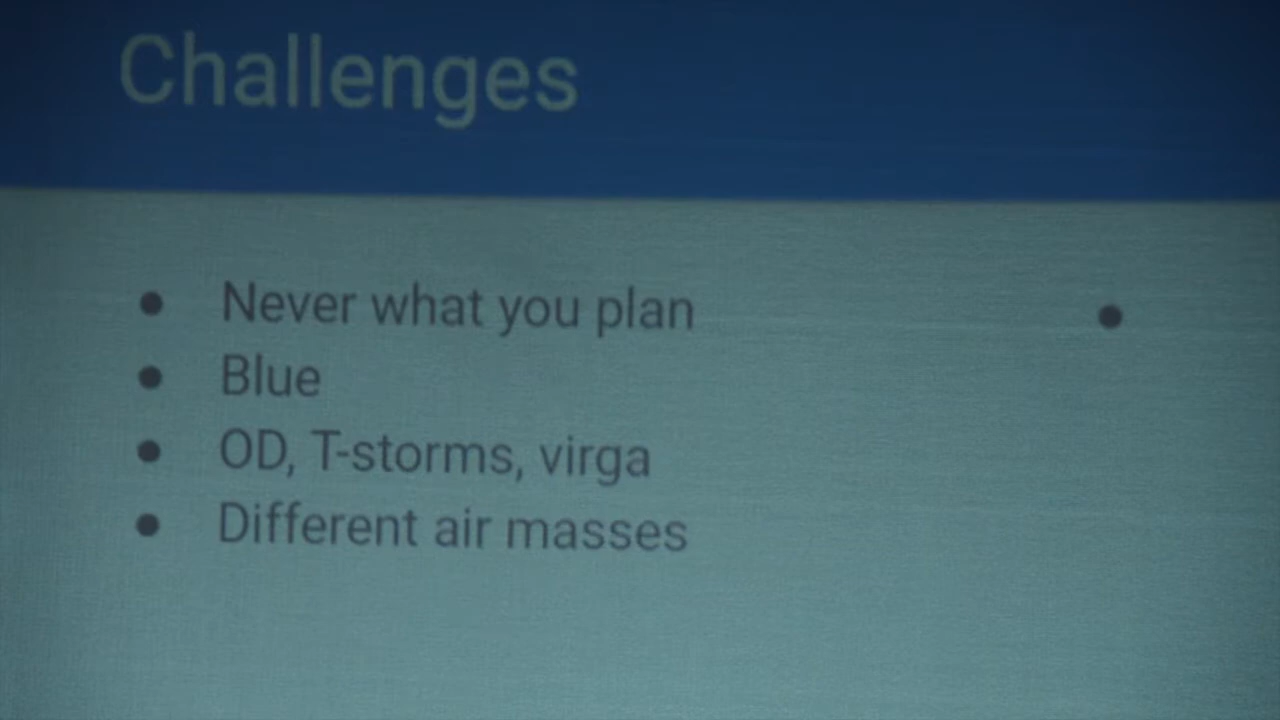 Challenges
● Never what you plan
● Blue
● OD, T-storms, virga
● Different air masses
●